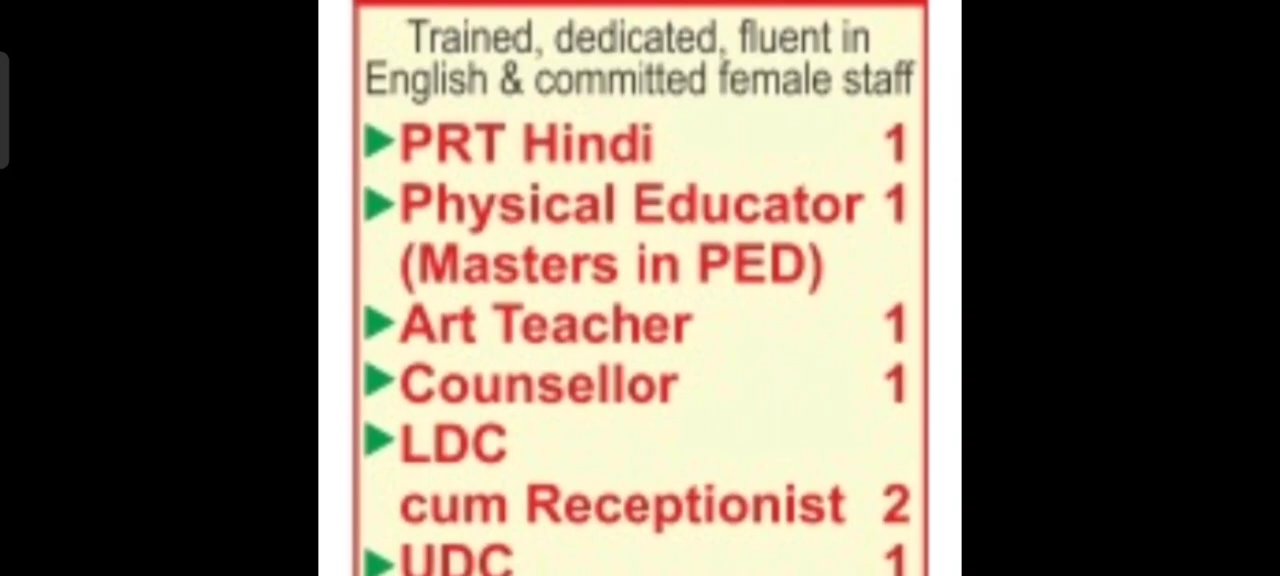 Trained, dedicated, fluent in
English & committed female staff
PRT Hindi 1
Physical Educator 1
(Masters in PED)
Art Teacher 1
Counsellor 1
LDC
cum Receptionist 2
UDC 1